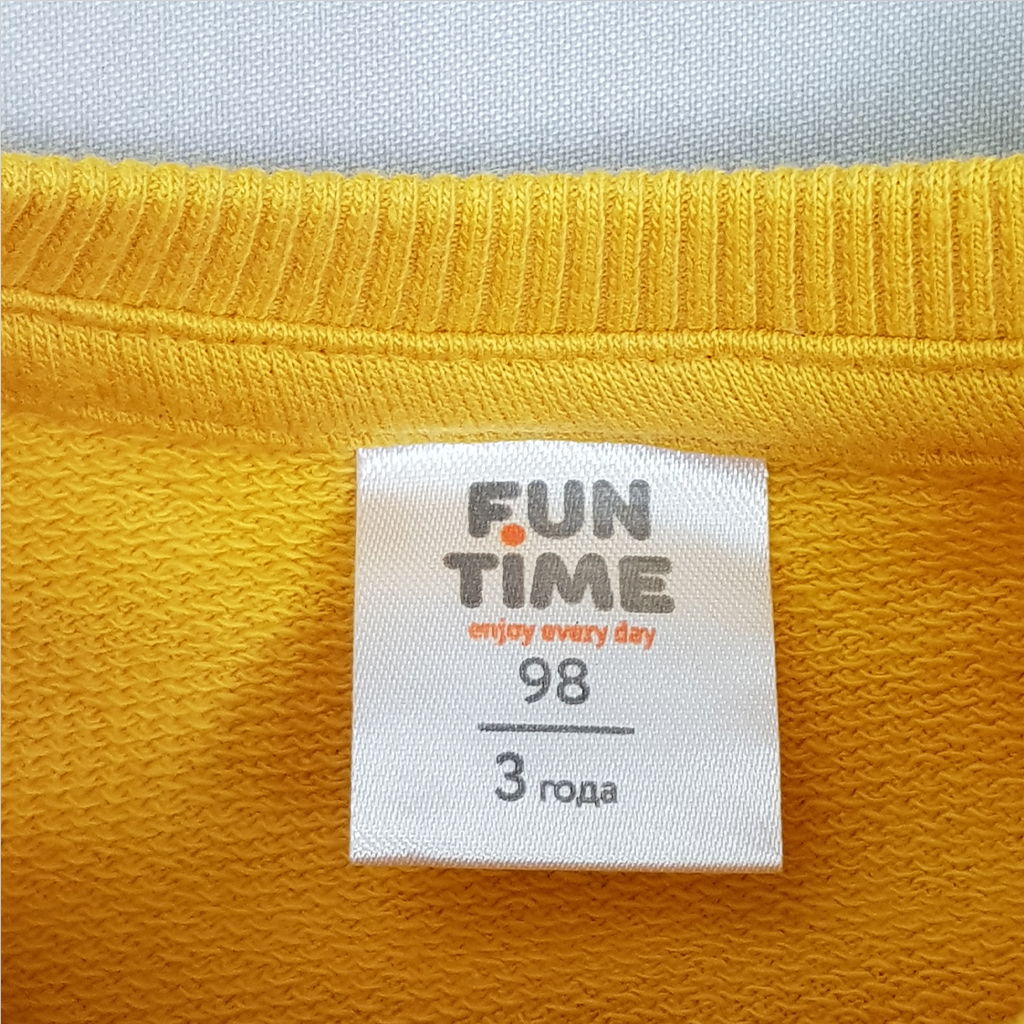 FUN
TIME
enjoy every day
98
3 года